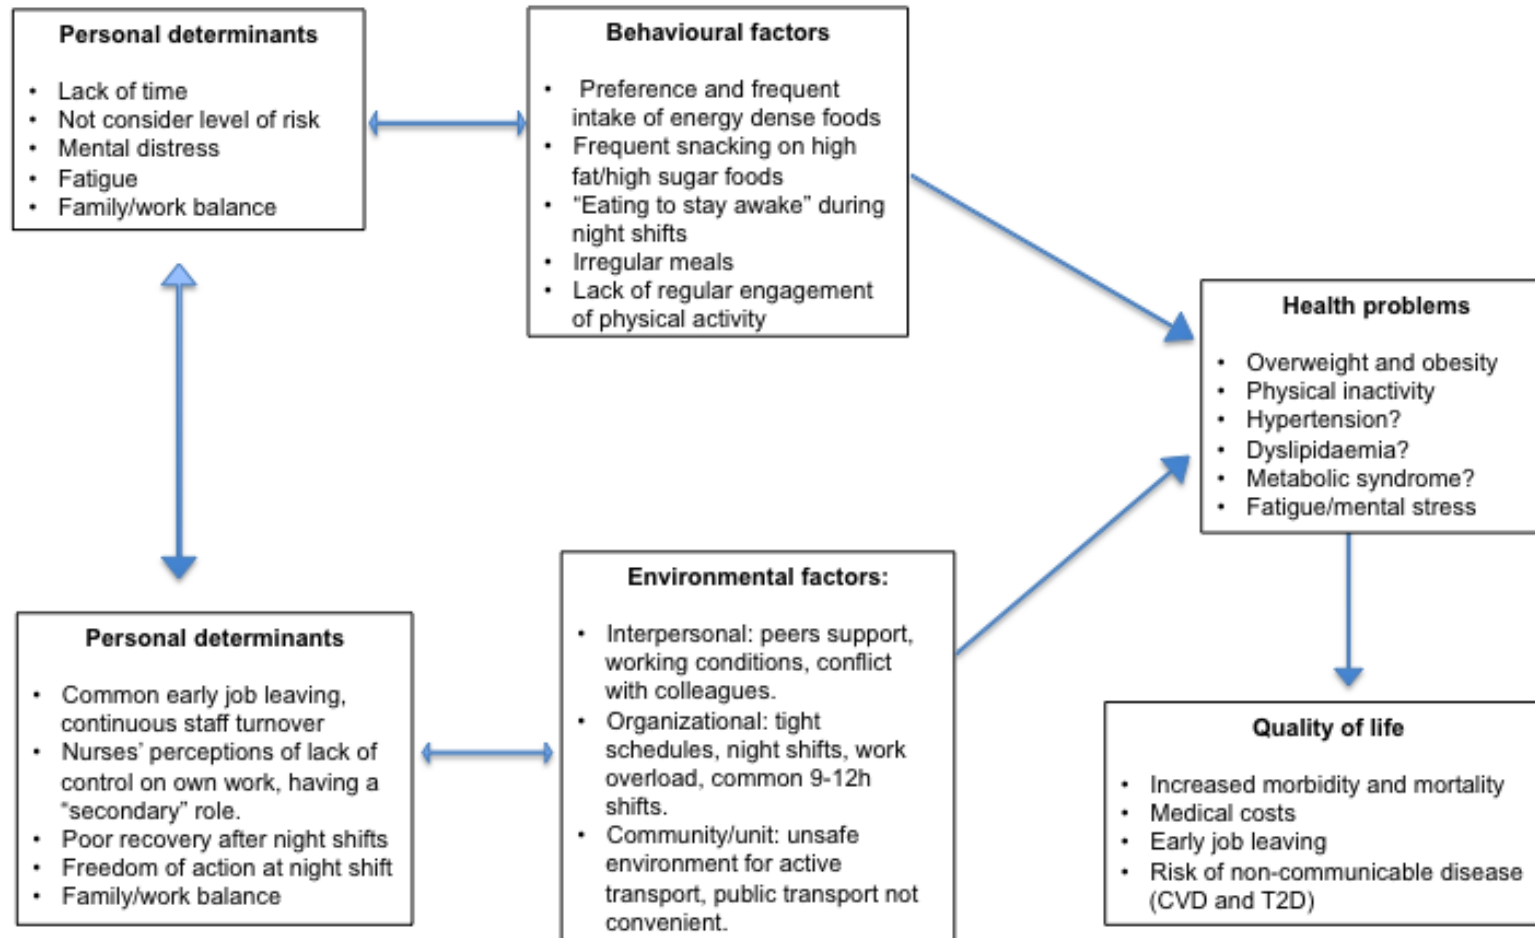 Personal determinants
• Lack of time
• Not consider level of risk
• Mental distress
• Fatigue
• Family/work balance
Behavioural factors
• Preference and frequent
intake of energy dense foods
• Frequent snacking on high
fat/high sugar foods
• “Eating to stay awake” during
night shifts
• Irregular meals
• Lack of regular engagement
of physical activity
Health problems
• Overweight and obesity
• Physical inactivity
• Hypertension?
• Dyslipidaemia?
• Metabolic syndrome?
• Fatigue/mental stress
Personal determinants
• Common early job leaving,
continuous staff turnover
• Nurses’ perceptions of lack of
control on own work, having a
“secondary” role.
• Poor recovery after night shifts
• Freedom of action at night shift
• Family/work balance
Environmental factors:
• Interpersonal: peers support,
working conditions, conflict
with colleagues.
• Organizational: tight
schedules, night shifts, work
overload, common 9-12h
shifts.
• Community/unit: unsafe
environment for active
transport, public transport not
convenient.
Quality of life
• Increased morbidity and mortality
• Medical costs
• Early job leaving
• Risk of non-communicable disease
(CVD and T2D)